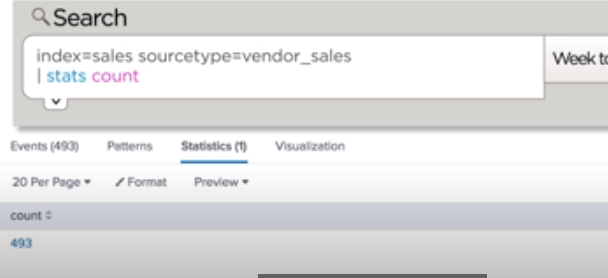 Search
index=sales sourcetype=vendor_sales
| stats count
Week to
Events (493) Patterns Statistics (1) Visualization
20 Per Page Format Preview
count
493